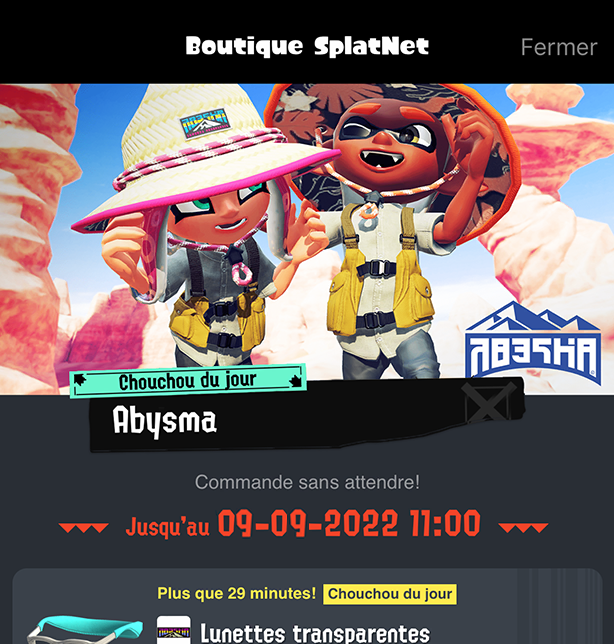 Boutique SplatNet
Fermer
Chouchou du jour
Abysma
Commande sans attendre!
Jusqu'au 09-09-2022 11:00
Plus que 29 minutes! Chouchou du jour
Lunettes transparentes